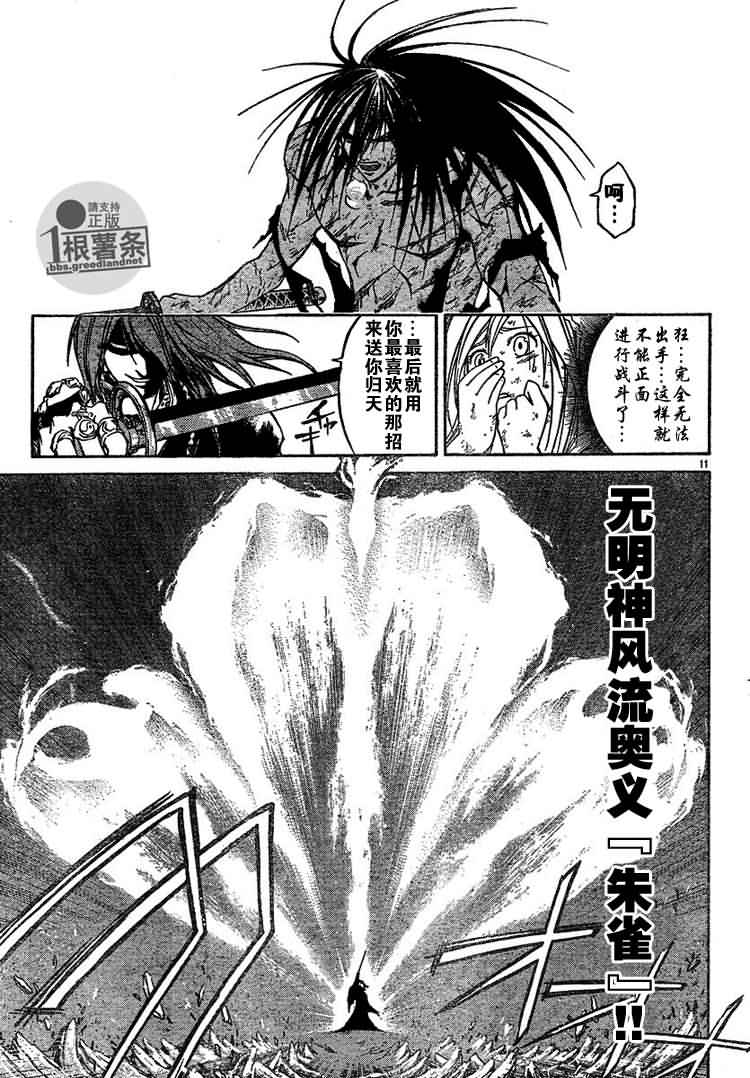 呵…
請支持
正版
1根薯条
bbs.greedland.net
狂…完全无法
出手…这样就
不能正面
进行战斗了…
…最后就用
你最喜欢的那招
来送你归天
11
无明神风流奥义『朱雀』!!